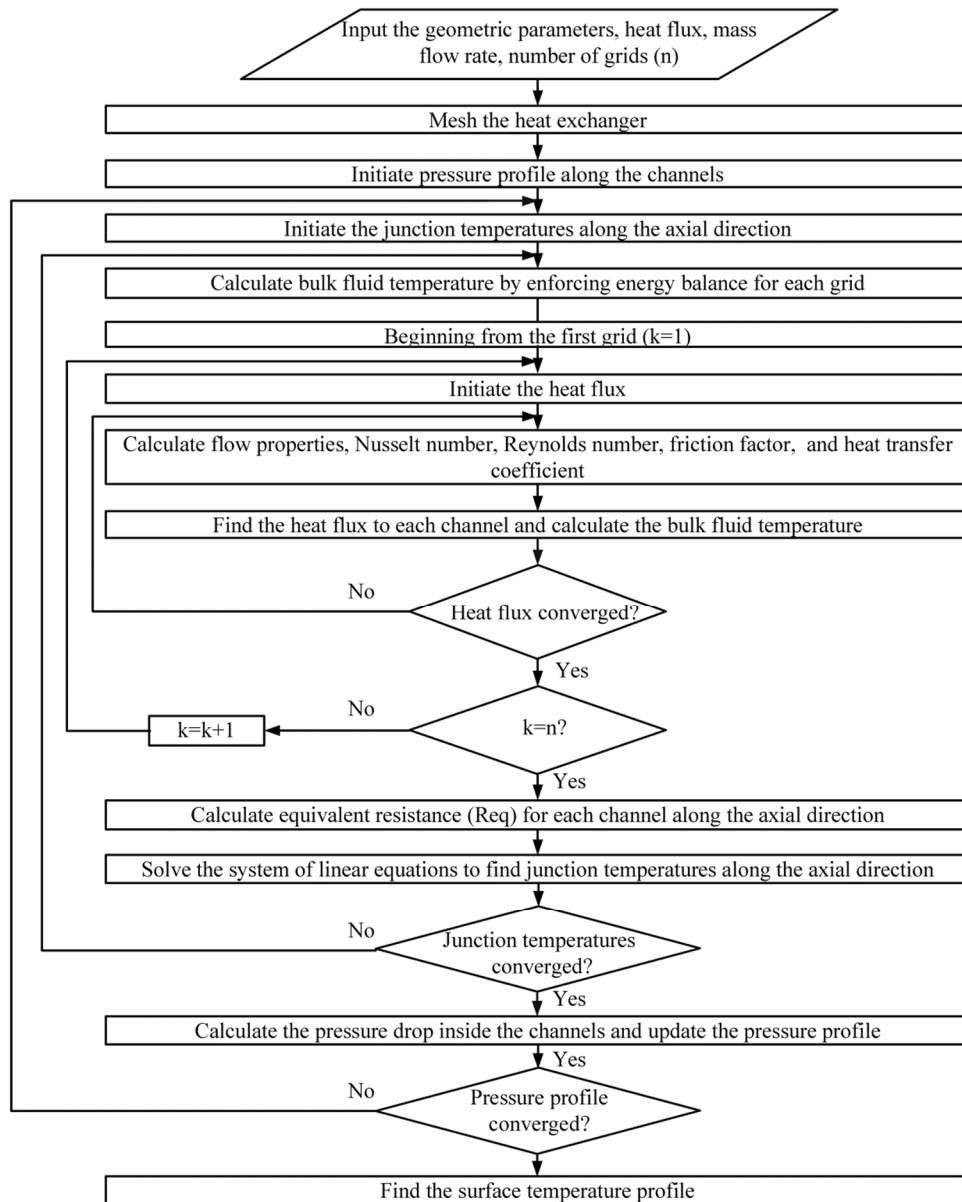 Input the geometric parameters, heat flux, mass
flow rate, number of grids (n)
Mesh the heat exchanger
Initiate pressure profile along the channels
Initiate the junction temperatures along the axial direction
Calculate bulk fluid temperature by enforcing energy balance for each grid
Beginning from the first grid (k=1)
Initiate the heat flux
Calculate flow properties, Nusselt number, Reynolds number, friction factor, and heat transfer
coefficient
Find the heat flux to each channel and calculate the bulk fluid temperature
No
Heat flux converged?
Yes
No
k=k+1
k=n?
Yes
Calculate equivalent resistance (Req) for each channel along the axial direction
Solve the system of linear equations to find junction temperatures along the axial direction
No
Junction temperatures
converged?
Yes
Calculate the pressure drop inside the channels and update the pressure profile
Yes
No
Pressure profile
converged?
Yes
Find the surface temperature profile